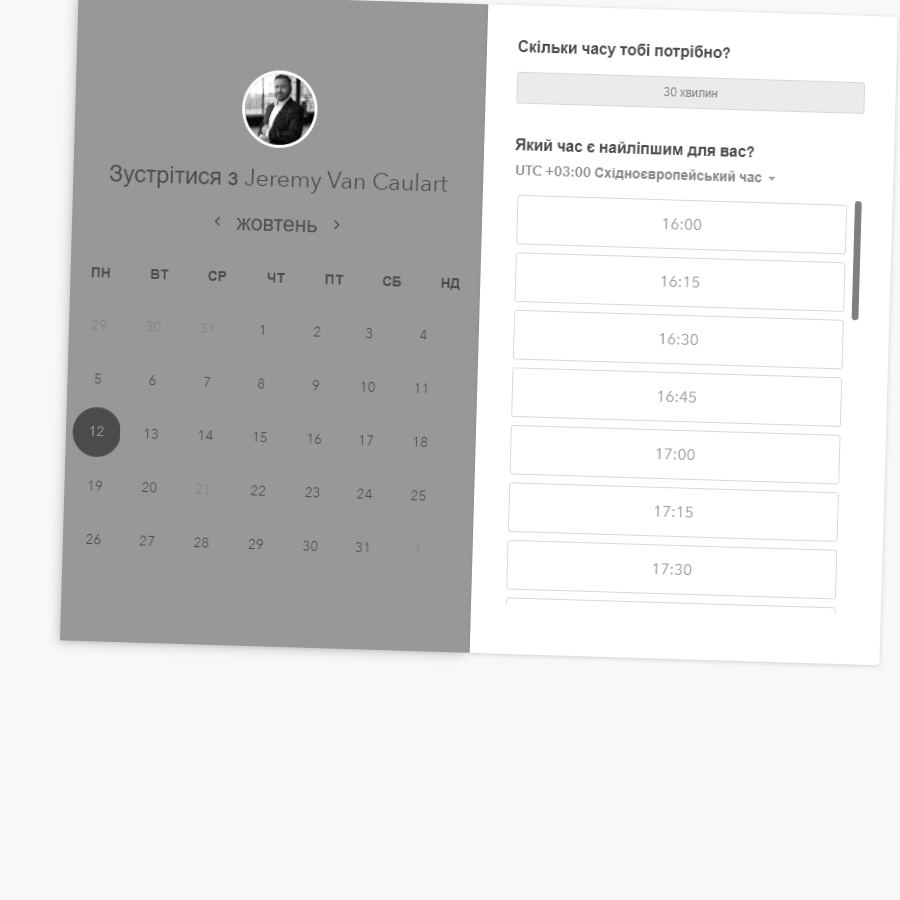 Зустрітися з Jeremy Van Caulart
жовтень
ПН ВТ СР ЧТ ПТ СБ НД
29 30 31 1 2 3 4
5 6 7 8 9 10 11
12 13 14 15 16 17 18
19 20 21 22 23 24 25
26 27 28 29 30 31 1
Скільки часу тобі потрібно?
30 хвилин
Який час є найліпшим для вас?
UTC +03:00 Східноєвропейський час
16:00
16:15
16:30
16:45
17:00
17:15
17:30